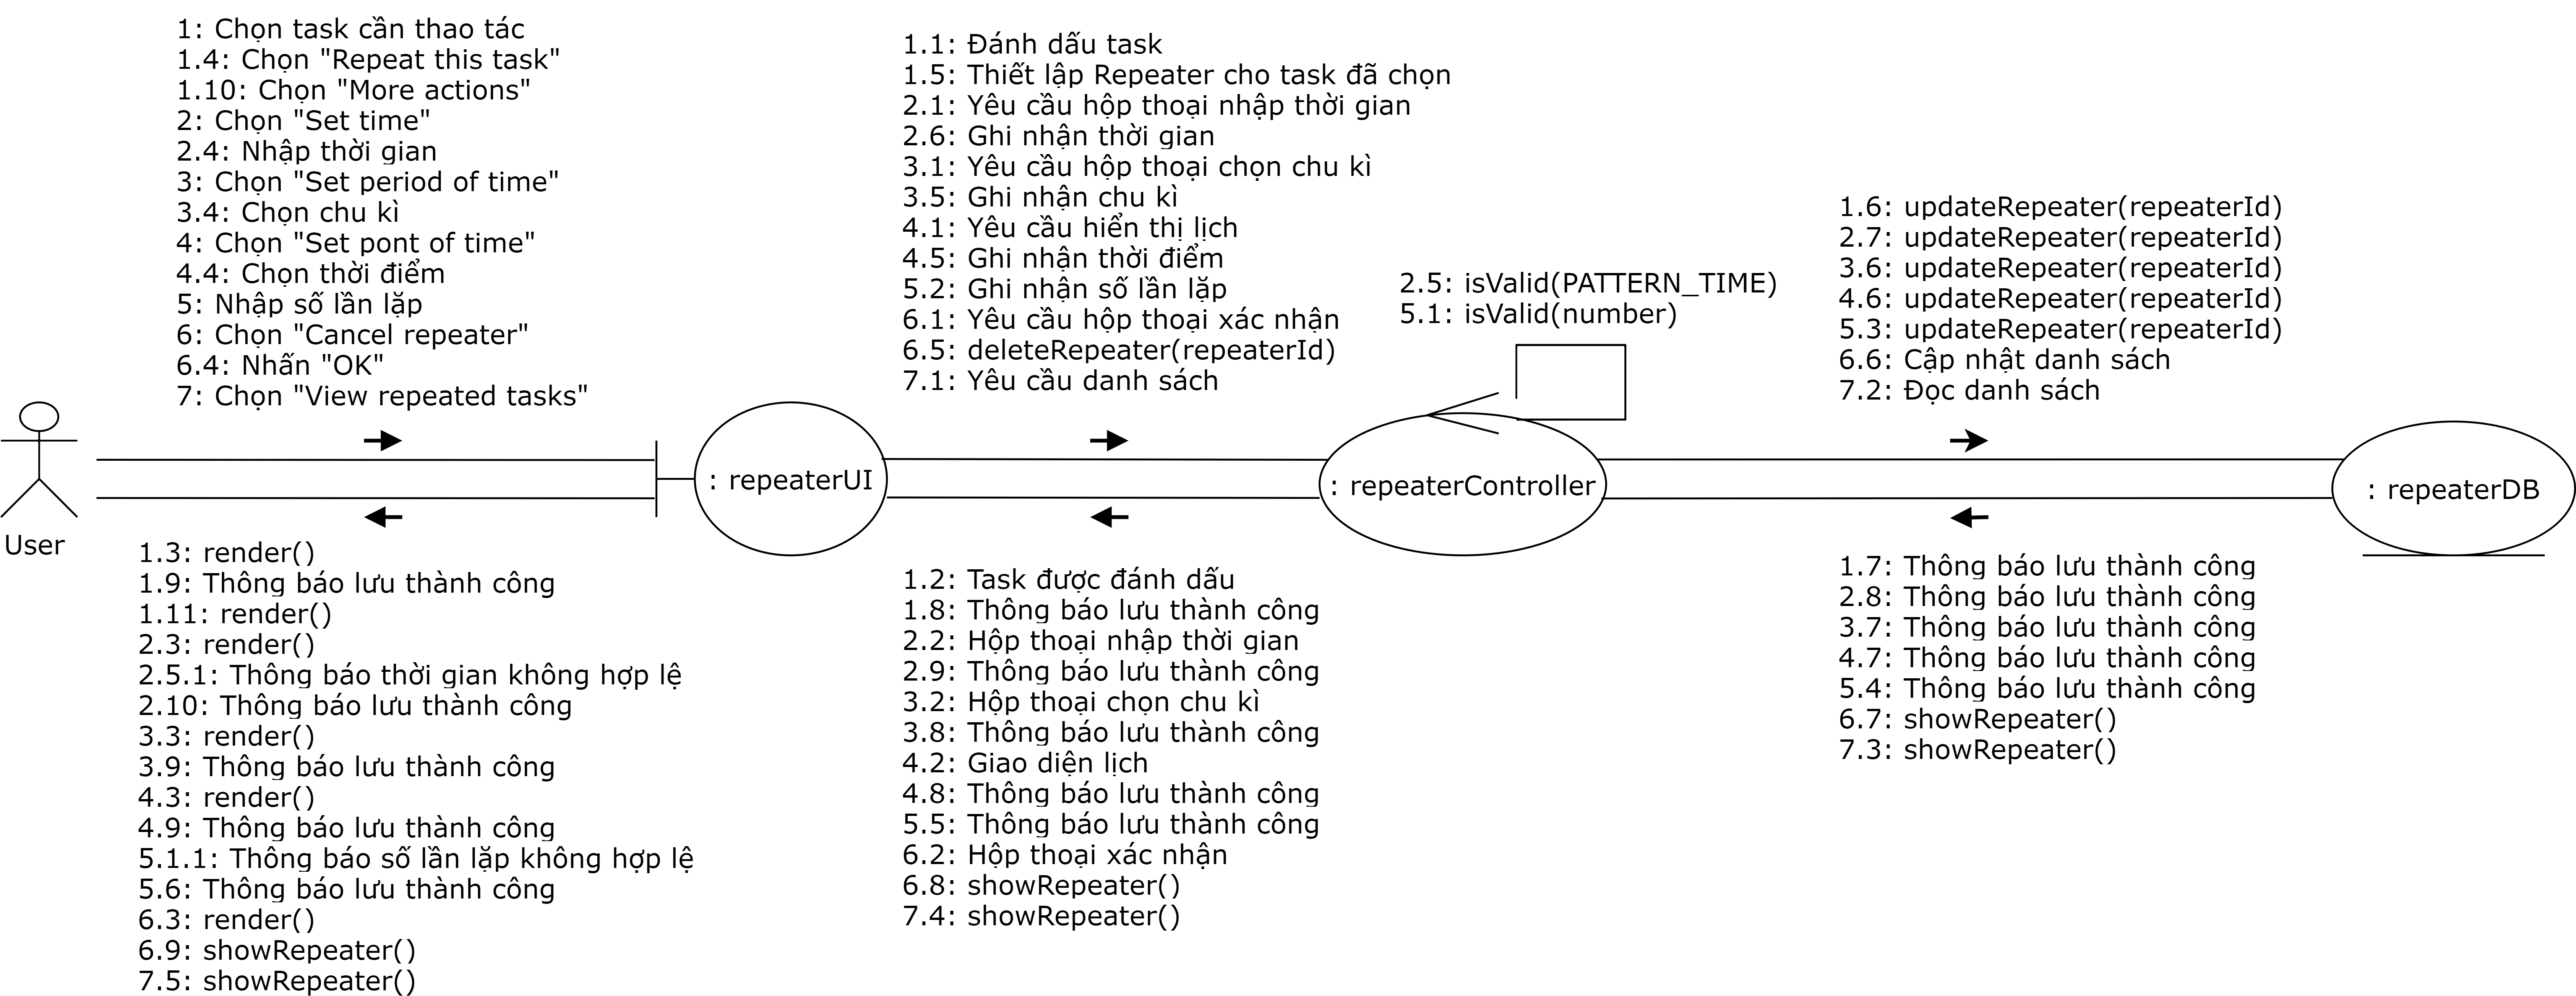 1: Chọn task cần thao tác
1.4: Chọn "Repeat this task"
1.10: Chọn "More actions"
2: Chọn "Set time"
2.4: Nhập thời gian
3: Chọn "Set period of time"
3.4: Chọn chu kì
4: Chọn "Set pont of time"
4.4: Chọn thời điểm
5: Nhập số lần lặp
6: Chọn "Cancel repeater"
6.4: Nhấn "OK"
7: Chọn "View repeated tasks"
1.1: Đánh dấu task
1.5: Thiết lập Repeater cho task đã chọn
2.1: Yêu cầu hộp thoại nhập thời gian
2.6: Ghi nhận thời gian
3.1: Yêu cầu hộp thoại chọn chu kì
3.5: Ghi nhận chu kì
4.1: Yêu cầu hiển thị lịch
4.5: Ghi nhận thời điểm
5.2: Ghi nhận số lần lặp
6.1: Yêu cầu hộp thoại xác nhận
6.5: deleteRepeater(repeaterId)
7.1: Yêu cầu danh sách
2.5: isValid(PATTERN_TIME)
5.1: isValid(number)
1.6: updateRepeater(repeaterId)
2.7: updateRepeater(repeaterId)
3.6: updateRepeater(repeaterId)
4.6: updateRepeater(repeaterId)
5.3: updateRepeater(repeaterId)
6.6: Cập nhật danh sách
7.2: Đọc danh sách
User
: repeaterUI
: repeaterController
: repeaterDB
1.3: render()
1.9: Thông báo lưu thành công
1.11: render()
2.3: render()
2.5.1: Thông báo thời gian không hợp lệ
2.10: Thông báo lưu thành công
3.3: render()
3.9: Thông báo lưu thành công
4.3: render()
4.9: Thông báo lưu thành công
5.1.1: Thông báo số lần lặp không hợp lệ
5.6: Thông báo lưu thành công
6.3: render()
6.9: showRepeater()
7.5: showRepeater()
1.2: Task được đánh dấu
1.8: Thông báo lưu thành công
2.2: Hộp thoại nhập thời gian
2.9: Thông báo lưu thành công
3.2: Hộp thoại chọn chu kì
3.8: Thông báo lưu thành công
4.2: Giao diện lịch
4.8: Thông báo lưu thành công
5.5: Thông báo lưu thành công
6.2: Hộp thoại xác nhận
6.8: showRepeater()
7.4: showRepeater()
1.7: Thông báo lưu thành công
2.8: Thông báo lưu thành công
3.7: Thông báo lưu thành công
4.7: Thông báo lưu thành công
5.4: Thông báo lưu thành công
6.7: showRepeater()
7.3: showRepeater()